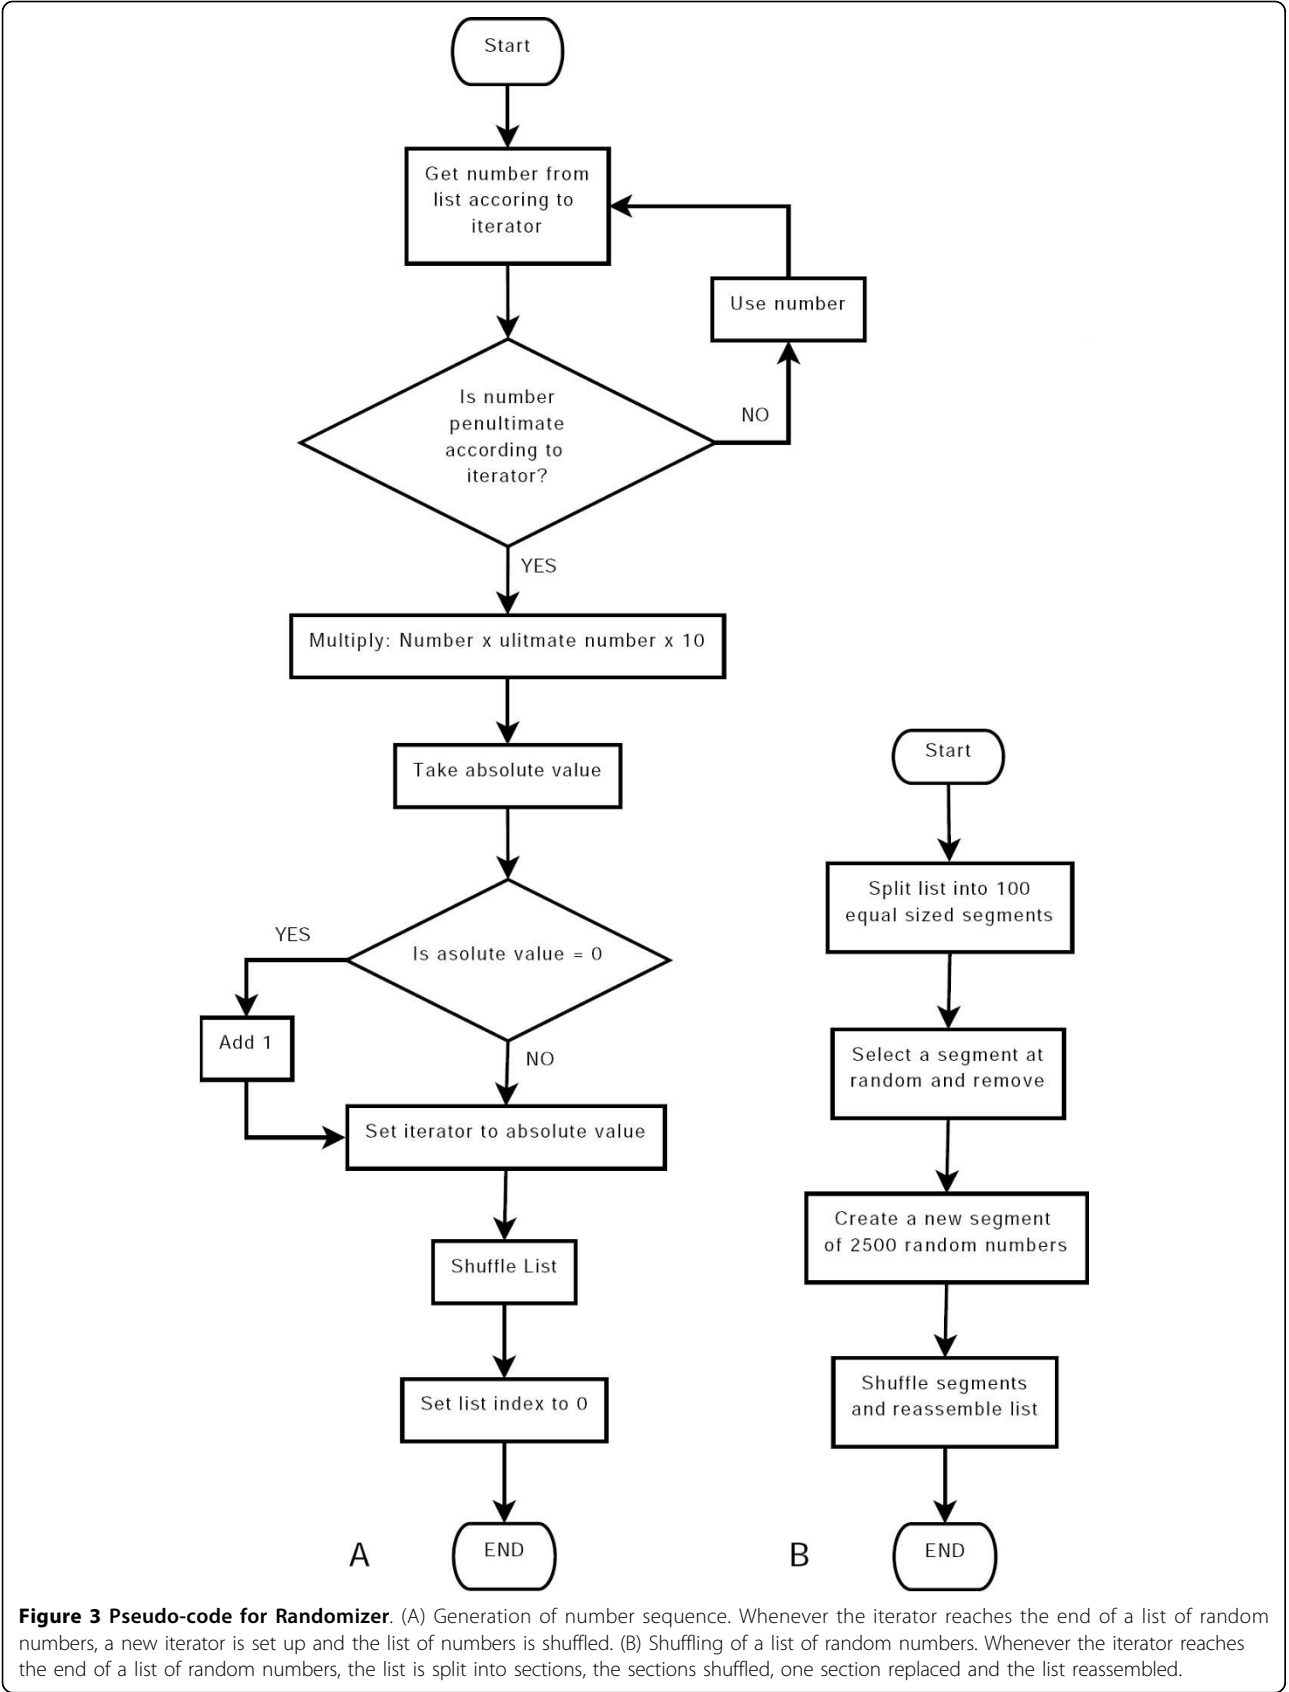 Start
Get number from
list accoring to
iterator
Use number
Is number
penultimate
according to
iterator?
NO
YES
Multiply: Number x ulitmate number x 10
Take absolute value
YES
Is asolute value = 0
Add 1
NO
Set iterator to absolute value
Shuffle List
Set list index to 0
END
A
Start
Split list into 100
equal sized segments
Select a segment at
random and remove
Create a new segment
of 2500 random numbers
Shuffle segments
and reassemble list
END
B
Figure 3 Pseudo-code for Randomizer. (A) Generation of number sequence. Whenever the iterator reaches the end of a list of random
numbers, a new iterator is set up and the list of numbers is shuffled. (B) Shuffling of a list of random numbers. Whenever the iterator reaches
the end of a list of random numbers, the list is split into sections, the sections shuffled, one section replaced and the list reassembled.